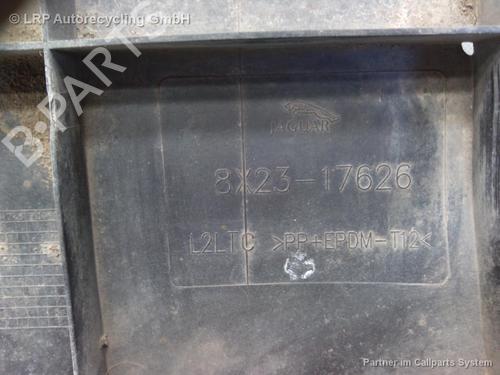 © LRP Autorecycling GmbH
B-PARTS
JAGUAR
8X23-17626
L2LTC >PP+EPDM-T12<
Partner im Callparts System